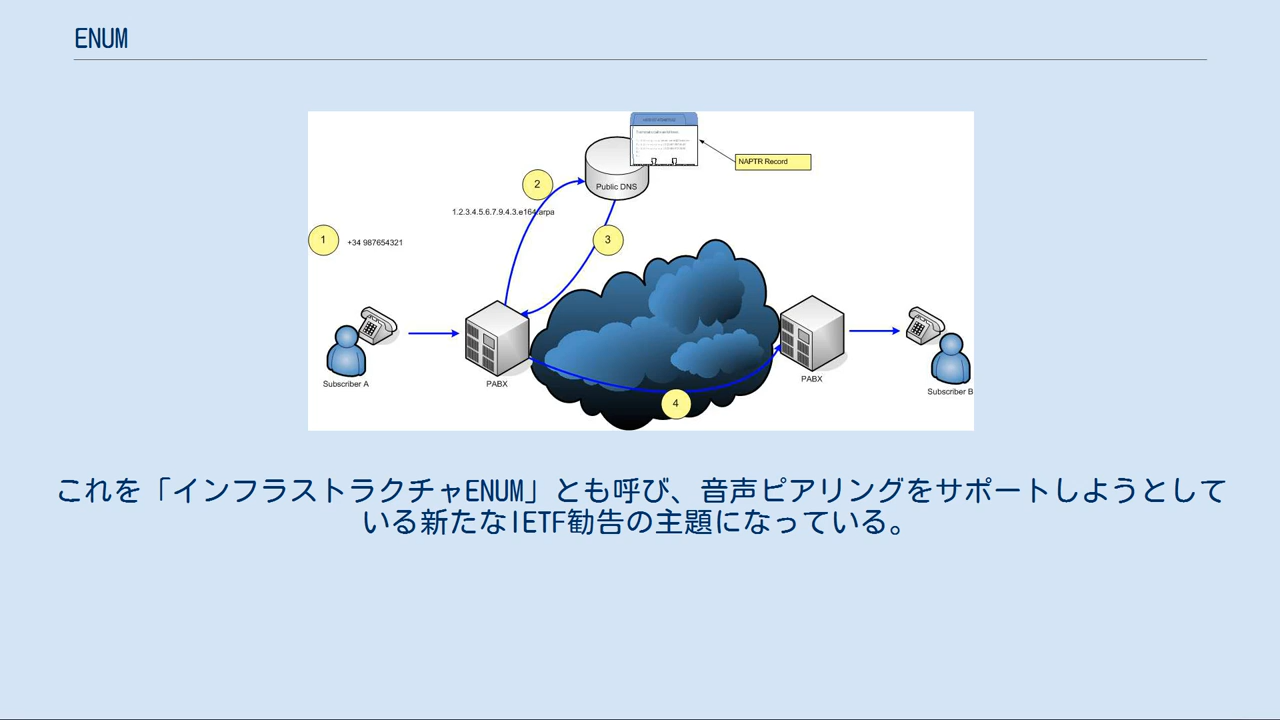 ENUM
NAPTR Record
2
Public DNS
1.2.3.4.5.6.7.9.4.3.e164.arpa
1
+34 987654321
3
Subscriber A
PABX
PABX
Subscriber B
4
これを「インフラストラクチャENUM」とも呼び、音声ピアリングをサポートしようとして
いる新たなIETF勧告の主題になっている。